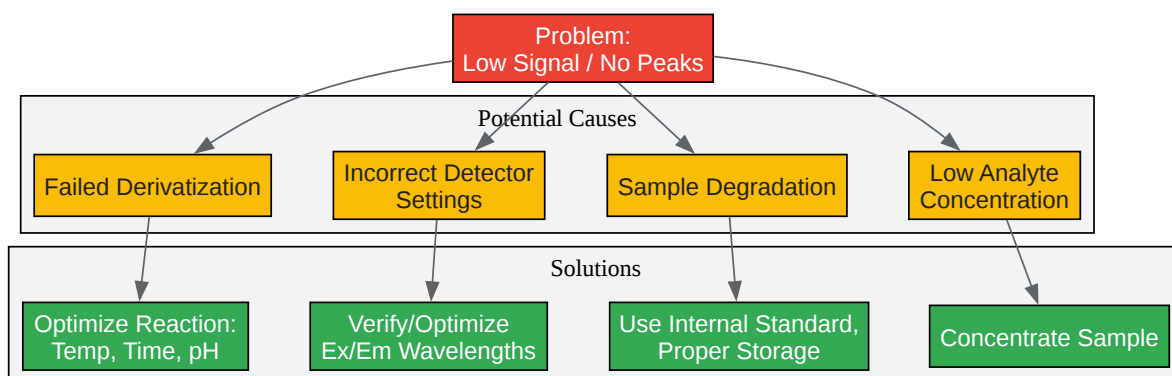 Problem:
Low Signal / No Peaks
Potential Causes
Failed Derivatization
Incorrect Detector
Settings
Sample Degradation
Low Analyte
Concentration
Solutions
Optimize Reaction:
Temp, Time, pH
Verify/Optimize
Ex/Em Wavelengths
Use Internal Standard,
Proper Storage
Concentrate Sample